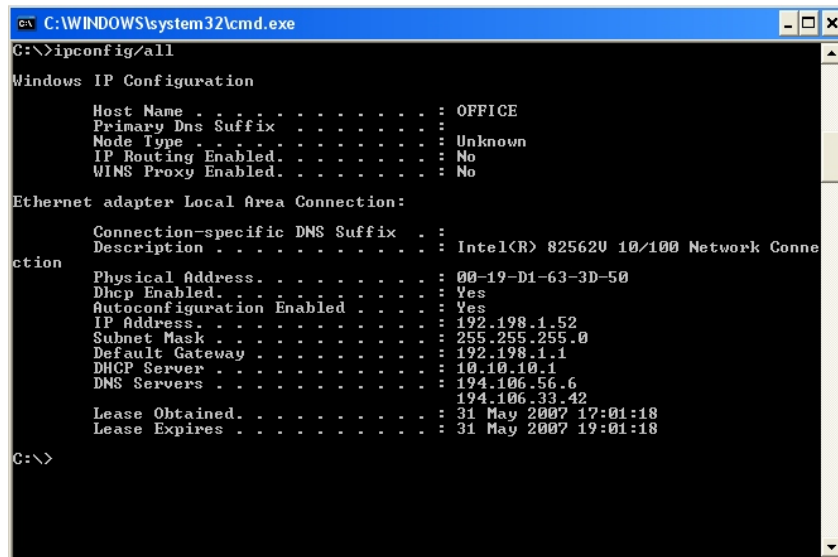 C:\WINDOWS\system32\cmd.exe
C:\>ipconfig/all
Windows IP Configuration
Host Name . . . . . . . . . . . . : OFFICE
Primary Dns Suffix  . . . . . . . :
Node Type . . . . . . . . . . . . : Unknown
IP Routing Enabled. . . . . . . . : No
WINS Proxy Enabled. . . . . . . . : No
Ethernet adapter Local Area Connection:
Connection-specific DNS Suffix  . :
Description . . . . . . . . . . . : Intel(R) 82562V 10/100 Network Conne
ction
Physical Address. . . . . . . . . : 00-19-D1-63-3D-50
Dhcp Enabled. . . . . . . . . . . : Yes
Autoconfiguration Enabled . . . . : Yes
IP Address. . . . . . . . . . . . : 192.198.1.52
Subnet Mask . . . . . . . . . . . : 255.255.255.0
Default Gateway . . . . . . . . . : 192.198.1.1
DHCP Server . . . . . . . . . . . : 10.10.10.1
DNS Servers . . . . . . . . . . . : 194.106.56.6
194.106.33.42
Lease Obtained. . . . . . . . . . : 31 May 2007 17:01:18
Lease Expires . . . . . . . . . . : 31 May 2007 19:01:18
C:\>